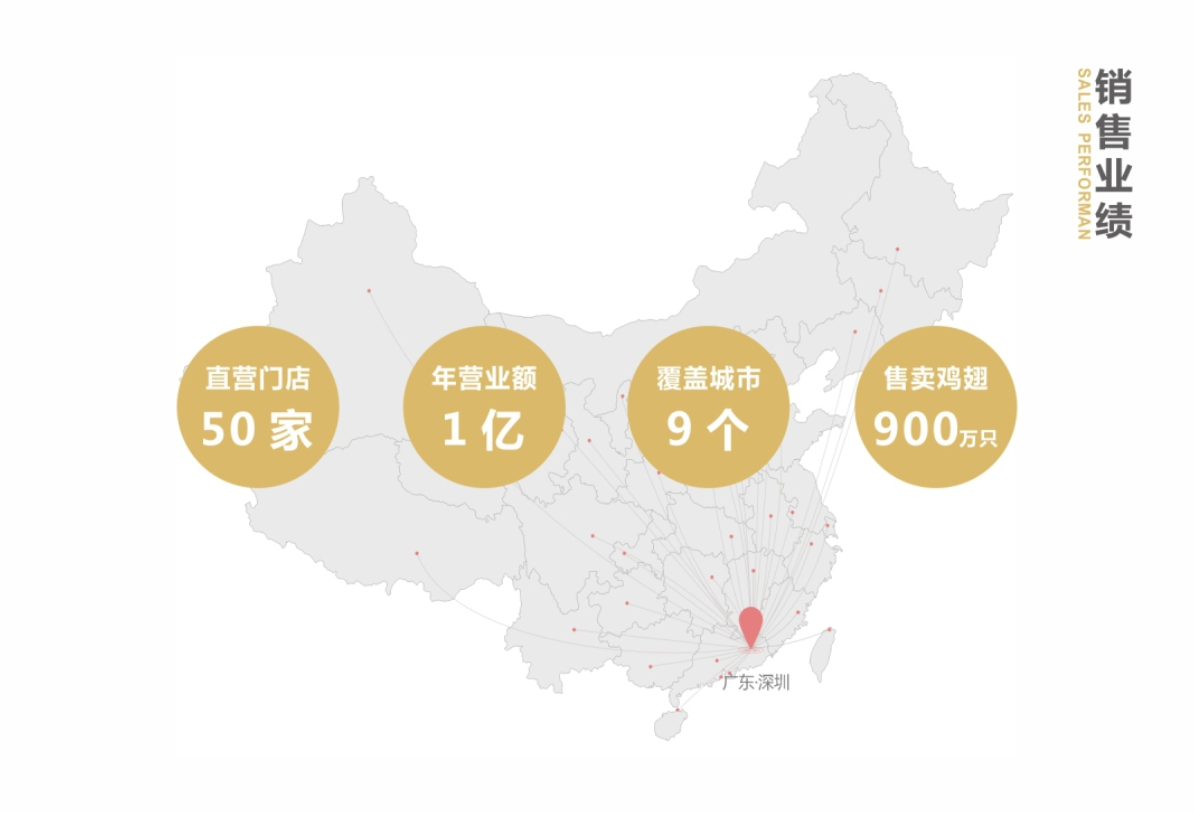 销售业绩
SALES PERFORMAN
直营门店
50 家
年营业额
1 亿
覆盖城市
9 个
售卖鸡翅
900万只
广东·深圳